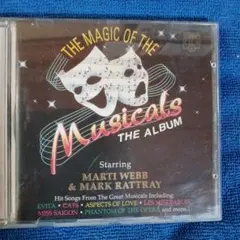 THE MAGIC OF THE
Musicals
THE ALBUM
Starring
MARTI WEBB
& MARK RATTRAY
Hit Songs From The Great Musicals Including:
EVITA • CATS • ASPECTS OF LOVE • LES MISERABLES
MISS SAIGON • PHANTOM OF THE OPERA and more...